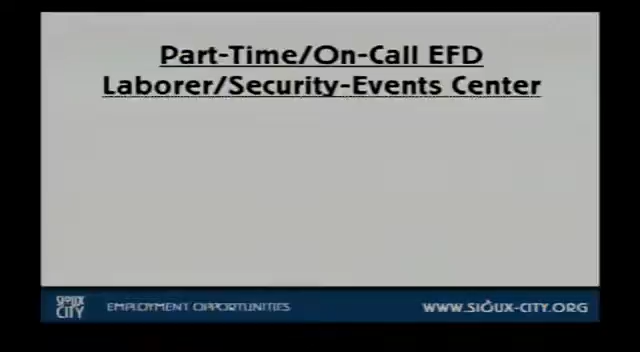 Part-Time/On-Call EFD
Laborer/Security-Events Center
SIOUX
CITY
EMPLOYMENT OPPORTUNITIES
WWW.SIOUX-CITY.ORG